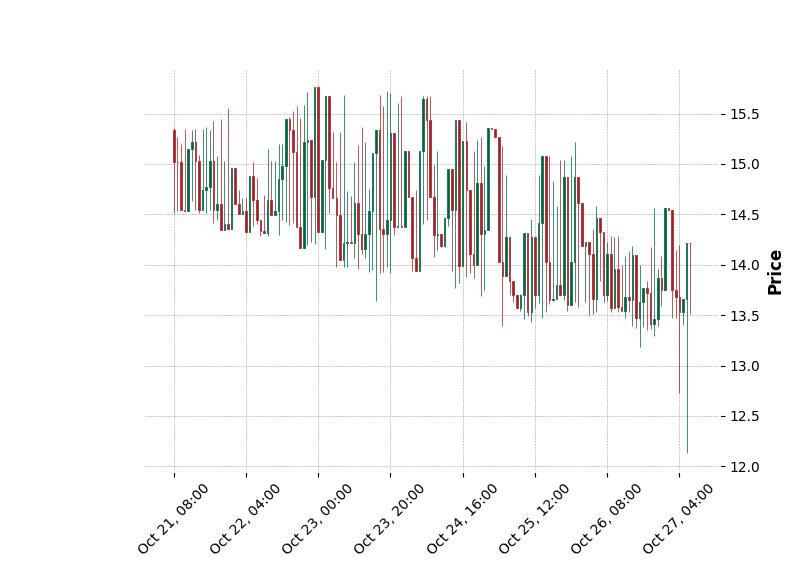 15.5
15.0
14.5
14.0
13.5
13.0
12.5
12.0
Price
Oct 21, 08:00
Oct 22, 04:00
Oct 23, 00:00
Oct 23, 20:00
Oct 24, 16:00
Oct 25, 12:00
Oct 26, 08:00
Oct 27, 04:00